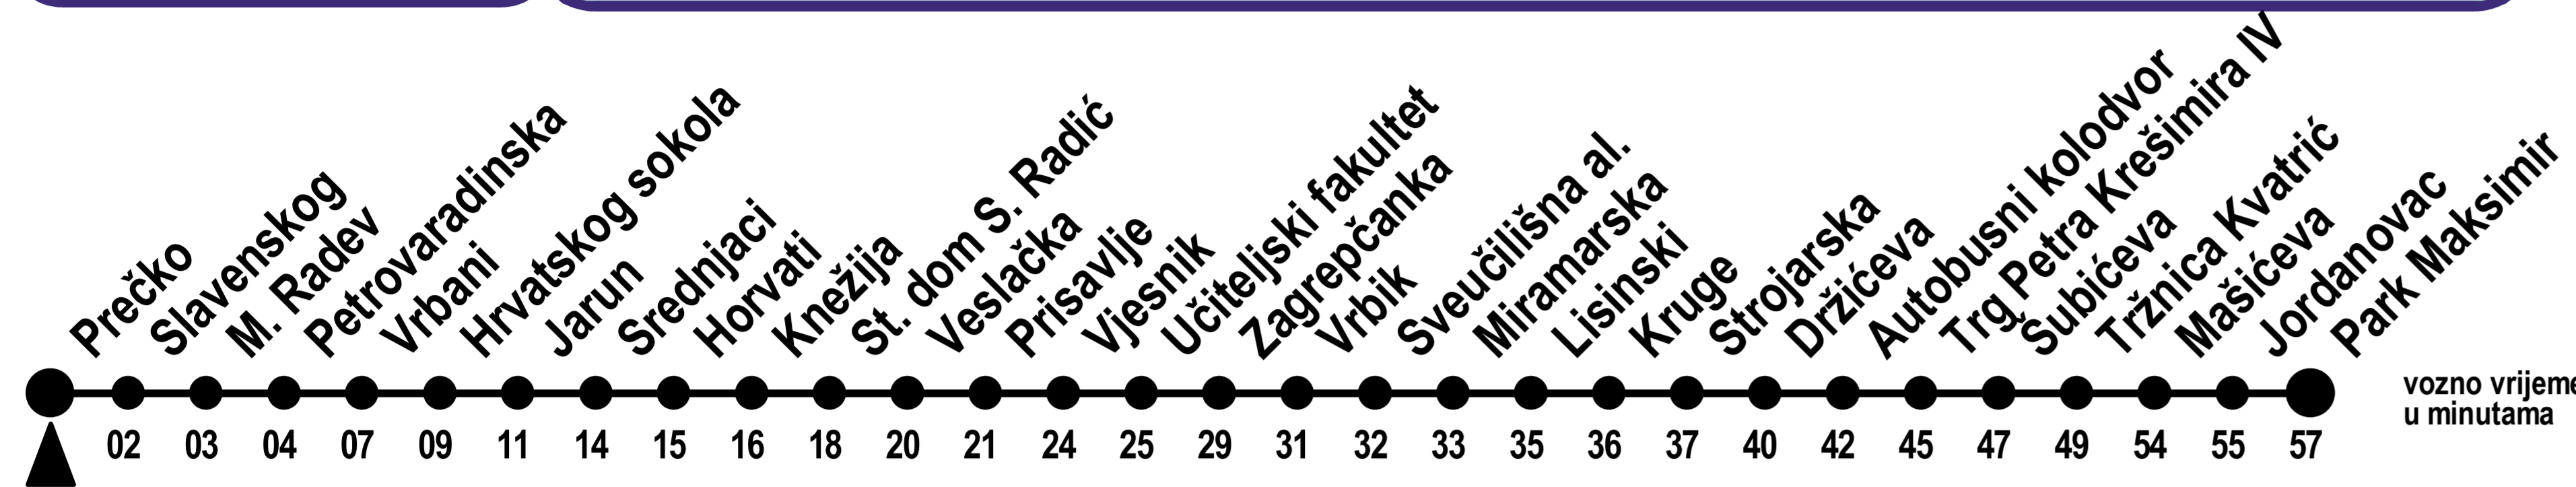 Prečko
Slavenskog
M. Radev
Petrovaradinska
Vrbani
Hrvatskog sokola
Jarun
Srednjaci
Horvati
Knežija
St. dom S. Radić
Veslačka
Prisavlje
Vjesnik
Učiteljski fakultet
Zagrepčanka
Vrbik
Sveučilišna al.
Miramarska
Lisinski
Kruge
Strojarska
Držićeva
Autobusni kolodvor
Trg Petra Krešimira IV
Šubićeva
Tržnica Kvatrić
Mašićeva
Jordanovac
Park Maksimir
02 03 04 07 09 11 14 15 16 18 20 21 24 25 29 31 32 33 35 36 37 40 42 45 47 49 54 55 57
vozno vrijeme
u minutama